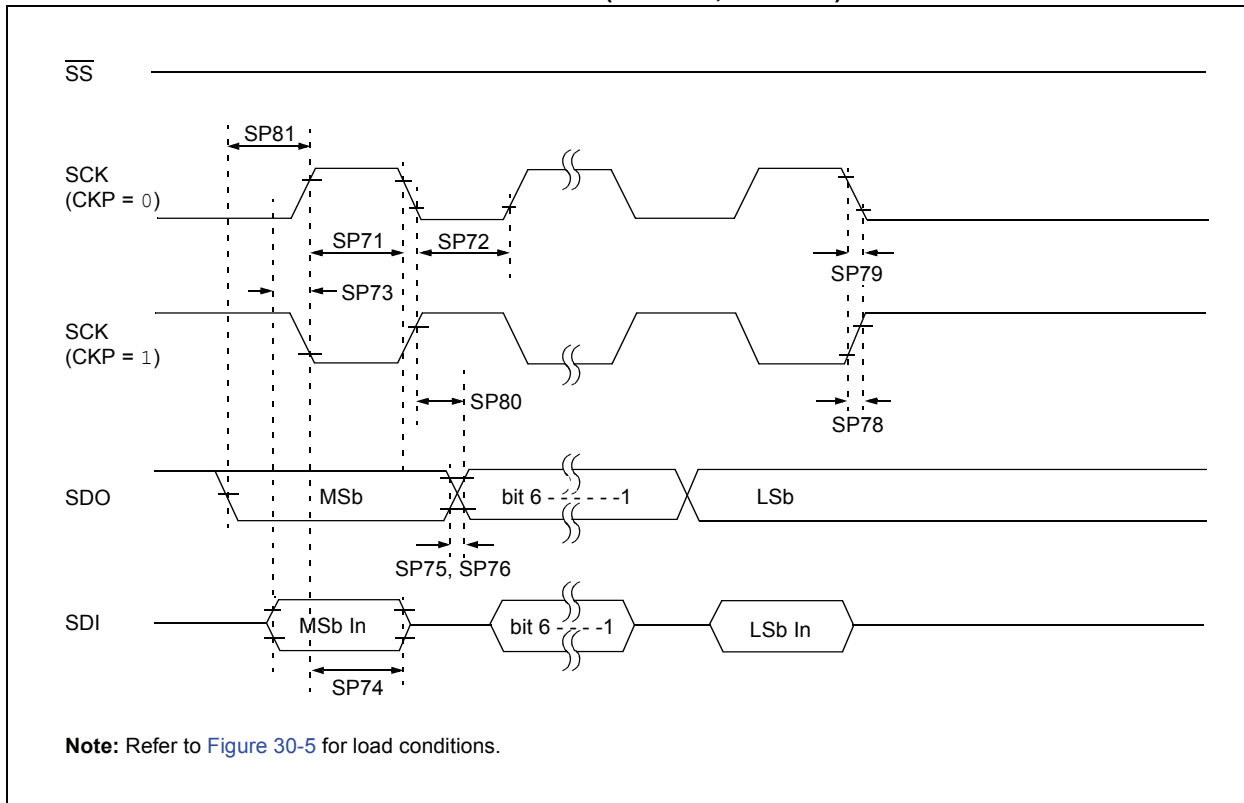 SS
SP81
SCK
(CKP = 0)
SP71
SP72
SP79
SP73
SCK
(CKP = 1)
SP80
SP78
SDO
MSb
bit 6 - - - - - -1
LSb
SP75, SP76
SDI
MSb In
bit 6 - - - -1
LSb In
SP74
Note: Refer to Figure 30-5 for load conditions.